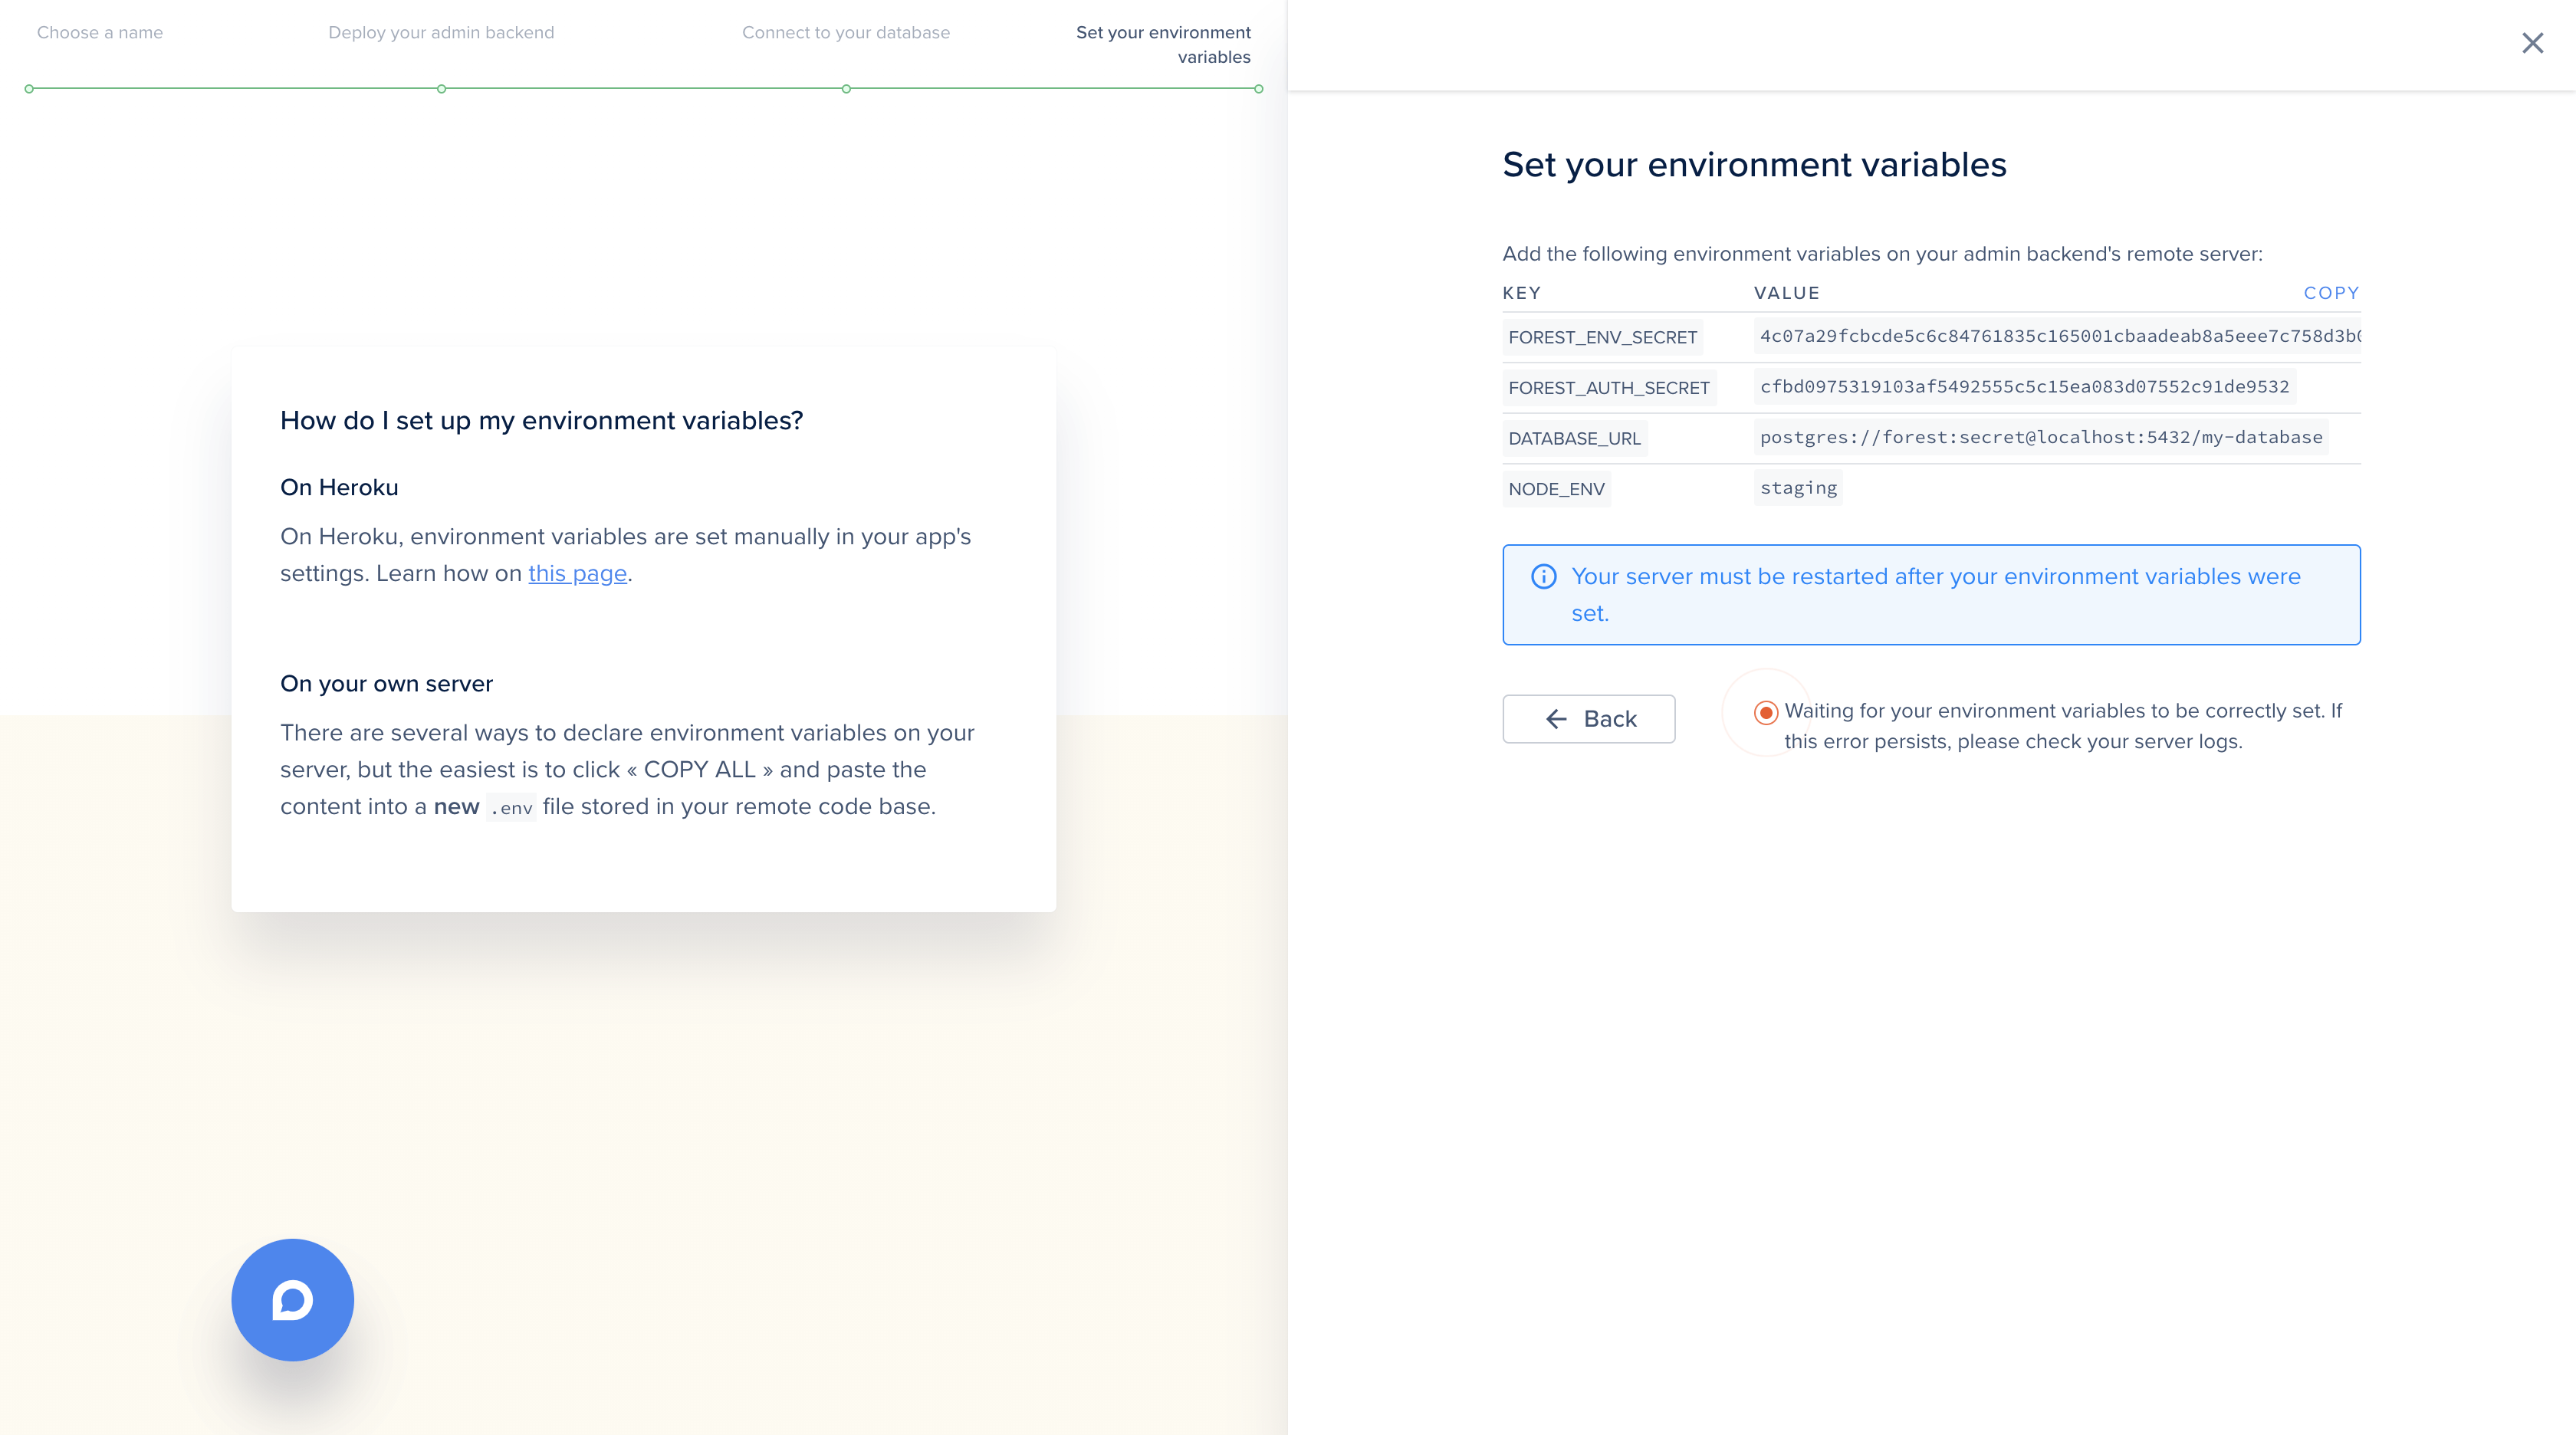 Choose a name
Deploy your admin backend
Connect to your database
Set your environment
variables
How do I set up my environment variables?
On Heroku
On Heroku, environment variables are set manually in your app's
settings. Learn how on this page.
On your own server
There are several ways to declare environment variables on your
server, but the easiest is to click « COPY ALL » and paste the
content into a new .env file stored in your remote code base.
Set your environment variables
Add the following environment variables on your admin backend's remote server:
KEY VALUE COPY
FOREST_ENV_SECRET 4c07a29fcbcde5c6c84761835c165001cbaadeab8a5eee7c758d3b
FOREST_AUTH_SECRET cfbd0975319103af5492555c5c15ea083d07552c91de9532
DATABASE_URL postgres://forest:secret@localhost:5432/my-database
NODE_ENV staging
Your server must be restarted after your environment variables were
set.
Back
Waiting for your environment variables to be correctly set. If
this error persists, please check your server logs.